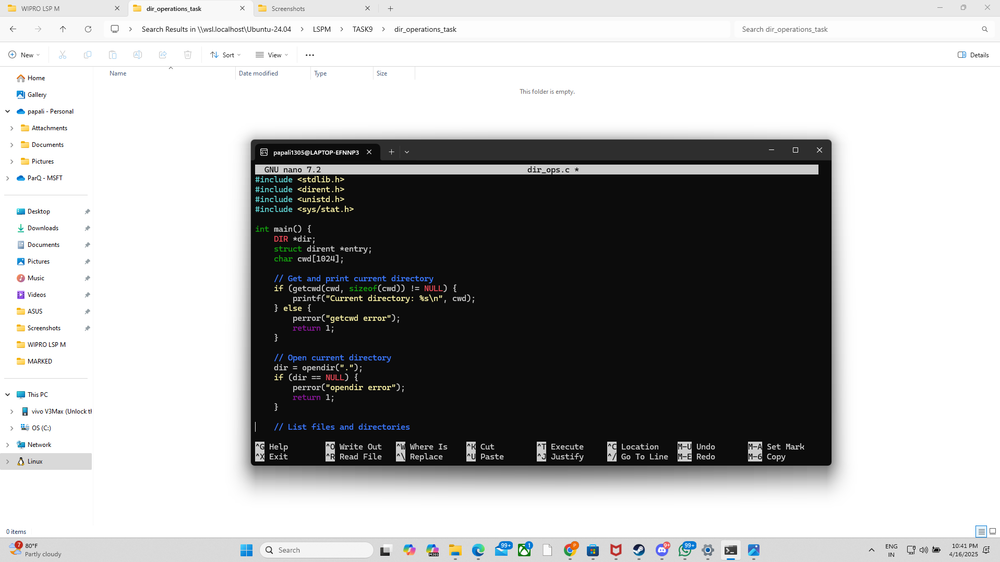 WIPRO LSP M
dir_operations_task
Screenshots
Search Results in \\wsl.localhost\Ubuntu-24.04 > LSPM > TASK9 > dir_operations_task
Search dir_operations_task
New
Sort
View
Details
Name
Date modified
Type
Size
This folder is empty.
Home
Gallery
papali - Personal
Attachments
Documents
Pictures
ParQ - MSFT
Desktop
Downloads
Documents
Pictures
Music
Videos
ASUS
Screenshots
WIPRO LSP M
MARKED
This PC
vivo V3Max (Unlock th
OS (C:)
Network
Linux
0 items
papali1305@LAPTOP-EFNNP3
GNU nano 7.2 dir_ops.c *
#include <stdlib.h>
#include <dirent.h>
#include <unistd.h>
#include <sys/stat.h>
int main() {
DIR *dir;
struct dirent *entry;
char cwd[1024];
// Get and print current directory
if (getcwd(cwd, sizeof(cwd)) != NULL) {
printf("Current directory: %s\n", cwd);
} else {
perror("getcwd error");
return 1;
}
// Open current directory
dir = opendir(".");
if (dir == NULL) {
perror("opendir error");
return 1;
}
// List files and directories
^G Help ^O Write Out ^W Where Is ^K Cut ^T Execute ^C Location M-U Undo M-A Set Mark
^X Exit ^R Read File ^\ Replace ^U Paste ^J Justify ^/ Go To Line M-E Redo M-6 Copy
7
80°F
Partly cloudy
Search
M365
99+
1
P
9+
99+
ENG
IN
10:41 PM
4/16/2025